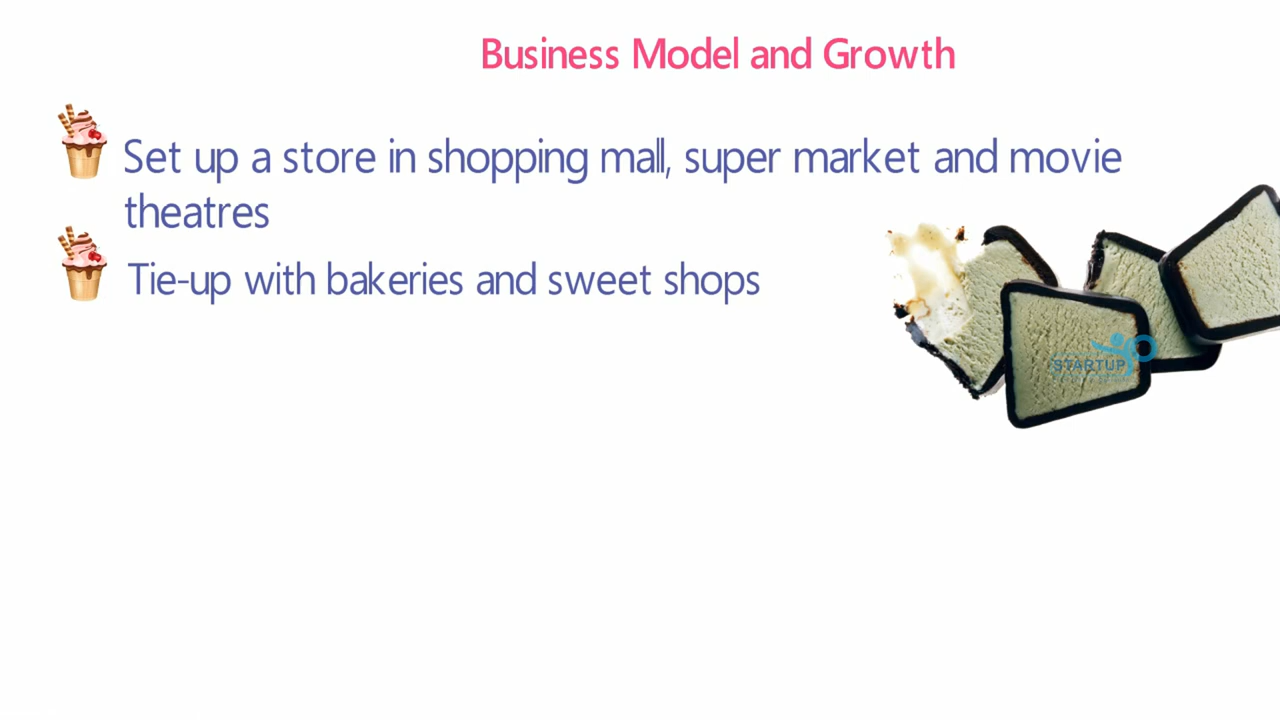 Business Model and Growth
Set up a store in shopping mall, super market and movie
theatres
Tie-up with bakeries and sweet shops
STARTUP